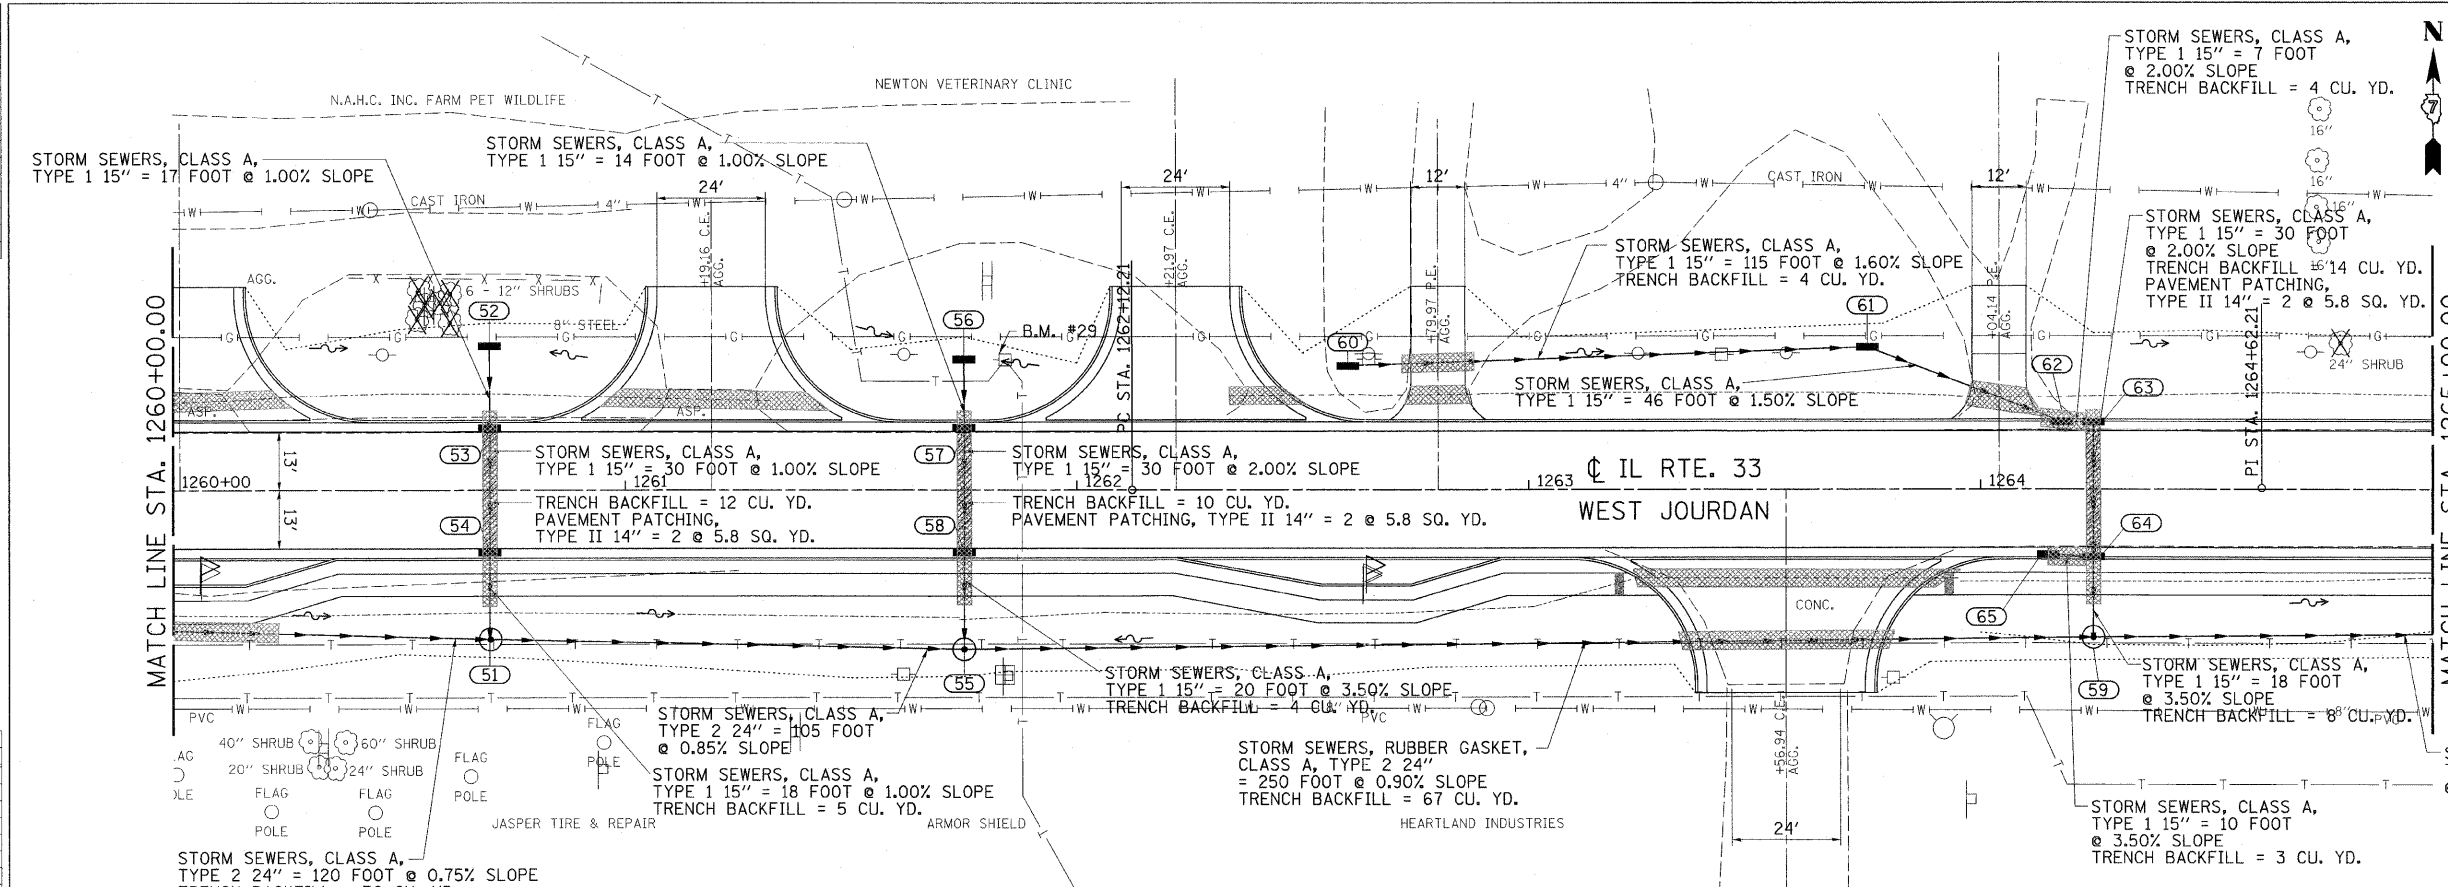 STORM SEWERS, CLASS A,
TYPE 1 15" = 7 FOOT
@ 2.00% SLOPE
TRENCH BACKFILL = 4 CU. YD.
N
7
16"
16"
16"
16"
NEWTON VETERINARY CLINIC
N.A.H.C. INC. FARM PET WILDLIFE
STORM SEWERS, CLASS A,
TYPE 1 15" = 17 FOOT @ 1.00% SLOPE
STORM SEWERS, CLASS A,
TYPE 1 15" = 14 FOOT @ 1.00% SLOPE
CAST IRON
4"
24'
24'
12'
4"
CAST IRON
12'
STORM SEWERS, CLASS A,
TYPE 1 15" = 30 FOOT
@ 2.00% SLOPE
TRENCH BACKFILL = 14 CU. YD.
PAVEMENT PATCHING,
TYPE II 14" = 2 @ 5.8 SQ. YD.
STORM SEWERS, CLASS A,
TYPE 1 15" = 115 FOOT @ 1.60% SLOPE
TRENCH BACKFILL = 4 CU. YD.
+19.16 C.E.
AGG.
+21.97 C.E.
AGG.
+79.97 P.E.
AGG.
+04.14 P.E.
AGG.
AGG.
6 - 12" SHRUBS
8" STEEL
52
56
B.M. #29
60
61
62
63
24" SHRUB
STORM SEWERS, CLASS A,
TYPE 1 15" = 46 FOOT @ 1.50% SLOPE
ASP.
ASP.
MATCH LINE STA. 1260+00.00
PC STA. 1262+12.21
PI STA. 1264+62.21
MATCH LINE STA. 1265+00.00
53
STORM SEWERS, CLASS A,
TYPE 1 15" = 30 FOOT @ 1.00% SLOPE
57
STORM SEWERS, CLASS A,
TYPE 1 15" = 30 FOOT @ 2.00% SLOPE
13'
13'
1260+00
1261
1262
1263
1264
℄ IL RTE. 33
WEST JOURDAN
54
TRENCH BACKFILL = 12 CU. YD.
PAVEMENT PATCHING,
TYPE II 14" = 2 @ 5.8 SQ. YD.
58
TRENCH BACKFILL = 10 CU. YD.
PAVEMENT PATCHING, TYPE II 14" = 2 @ 5.8 SQ. YD.
64
CONC.
65
51
55
59
STORM SEWERS, CLASS A,
TYPE 1 15" = 20 FOOT @ 3.50% SLOPE
TRENCH BACKFILL = 4 CU. YD.
STORM SEWERS, CLASS A,
TYPE 1 15" = 18 FOOT
@ 3.50% SLOPE
TRENCH BACKFILL = 8 CU. YD.
PVC
8"
PVC
8"
PVC
STORM SEWERS, CLASS A,
TYPE 2 24" = 105 FOOT
@ 0.85% SLOPE
FLAG
POLE
40" SHRUB
60" SHRUB
20" SHRUB
24" SHRUB
FLAG
POLE
FLAG
POLE
FLAG
POLE
STORM SEWERS, CLASS A,
TYPE 1 15" = 18 FOOT @ 1.00% SLOPE
TRENCH BACKFILL = 5 CU. YD.
STORM SEWERS, RUBBER GASKET,
CLASS A, TYPE 2 24"
= 250 FOOT @ 0.90% SLOPE
TRENCH BACKFILL = 67 CU. YD.
+56.94 C.E.
AGG.
24'
JASPER TIRE & REPAIR
ARMOR SHIELD
HEARTLAND INDUSTRIES
STORM SEWERS, CLASS A,
TYPE 1 15" = 10 FOOT
@ 3.50% SLOPE
TRENCH BACKFILL = 3 CU. YD.
STORM SEWERS, CLASS A,
TYPE 2 24" = 120 FOOT @ 0.75% SLOPE